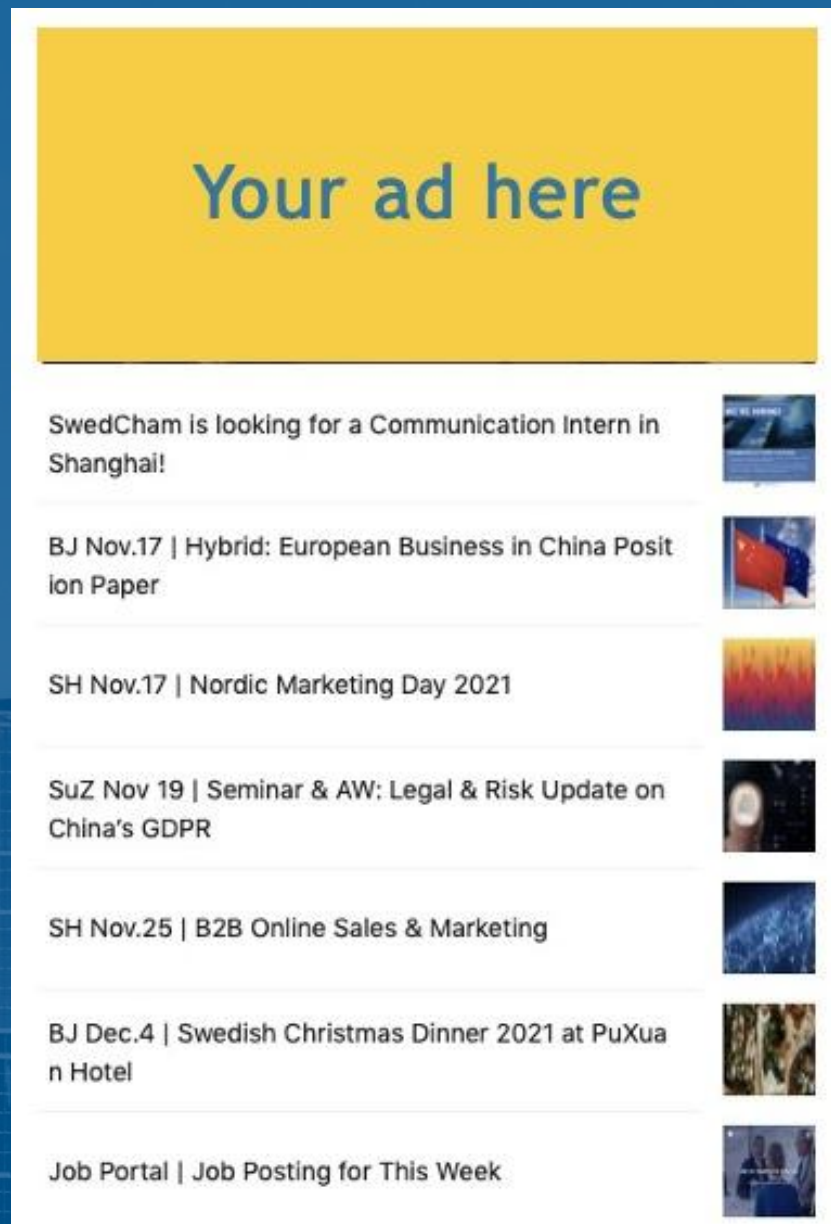 Your ad here
SwedCham is looking for a Communication Intern in
Shanghai!
BJ Nov.17 | Hybrid: European Business in China Posit
ion Paper
SH Nov.17 | Nordic Marketing Day 2021
SuZ Nov 19 | Seminar & AW: Legal & Risk Update on
China's GDPR
SH Nov.25 | B2B Online Sales & Marketing
BJ Dec.4 | Swedish Christmas Dinner 2021 at PuXua
n Hotel
Job Portal | Job Posting for This Week